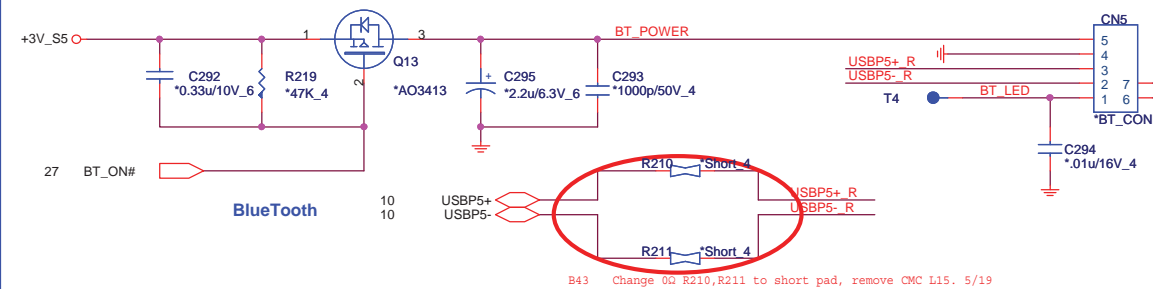 CN5
+3V_S5
1
3
BT_POWER
5
Q13
4
C292
*0.33u/10V_6
R219
*47K_4
2
*AO3413
C295
*2.2u/6.3V_6
+
C293
*1000p/50V_4
USBP5+_R
3
USBP5-_R
2
7
T4
BT_LED
1
6
*BT_CON
C294
*.01u/16V_4
27
BT_ON#
R210
*Short_4
BlueTooth
10
USBP5+
USBP5+_R
10
USBP5-
USBP5-_R
R211
*Short_4
B43 Change 0Ω R210,R211 to short pad, remove CMC L15. 5/19